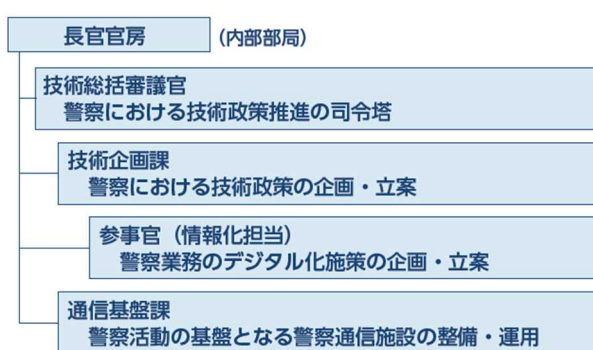 長官官房 (内部部局)
技術総括審議官
警察における技術政策推進の司令塔
技術企画課
警察における技術政策の企画・立案
参事官（情報化担当）
警察業務のデジタル化施策の企画・立案
通信基盤課
警察活動の基盤となる警察通信施設の整備・運用